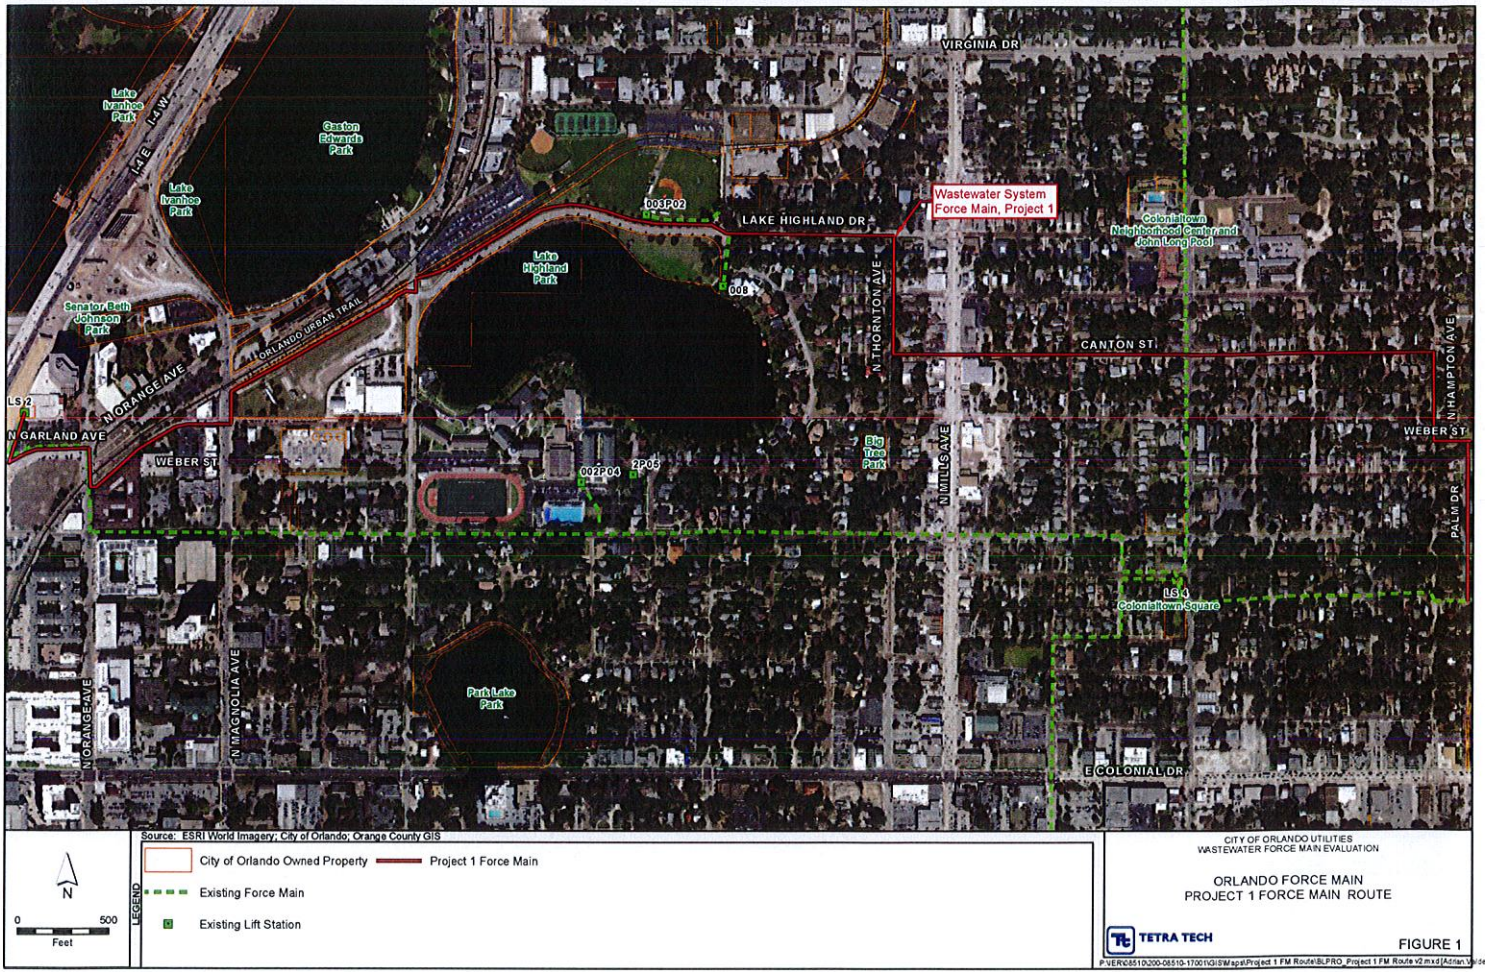 VIRGINIA DR
Lake
Ivanhoe
Park
I-4 W
I-4 E
Gaston
Edwards
Park
Lake
Ivanhoe
Park
003P02
LAKE HIGHLAND DR
Wastewater System
Force Main, Project 1
Colonialtown
Neighborhood Center and
John Long Pool
Lake
Highland
Park
008
Senator Beth
Johnson
Park
ORLANDO URBAN TRAIL
N THORNTON AVE
CANTON ST
N HAMPTON AVE
N ORANGE AVE
LS 2
N GARLAND AVE
WEBER ST
WEBER ST
Big
Tree
Park
N MILLS AVE
002P04
2P05
PALM DR
LS 4
Colonialtown Square
Park Lake
Park
N ORANGE AVE
N MAGNOLIA AVE
E COLONIAL DR
Source: ESRI World Imagery; City of Orlando; Orange County GIS
N
0 500
Feet
LEGEND
City of Orlando Owned Property
Project 1 Force Main
Existing Force Main
Existing Lift Station
CITY OF ORLANDO UTILITIES
WASTEWATER FORCE MAIN EVALUATION
ORLANDO FORCE MAIN
PROJECT 1 FORCE MAIN ROUTE
TETRA TECH
FIGURE 1